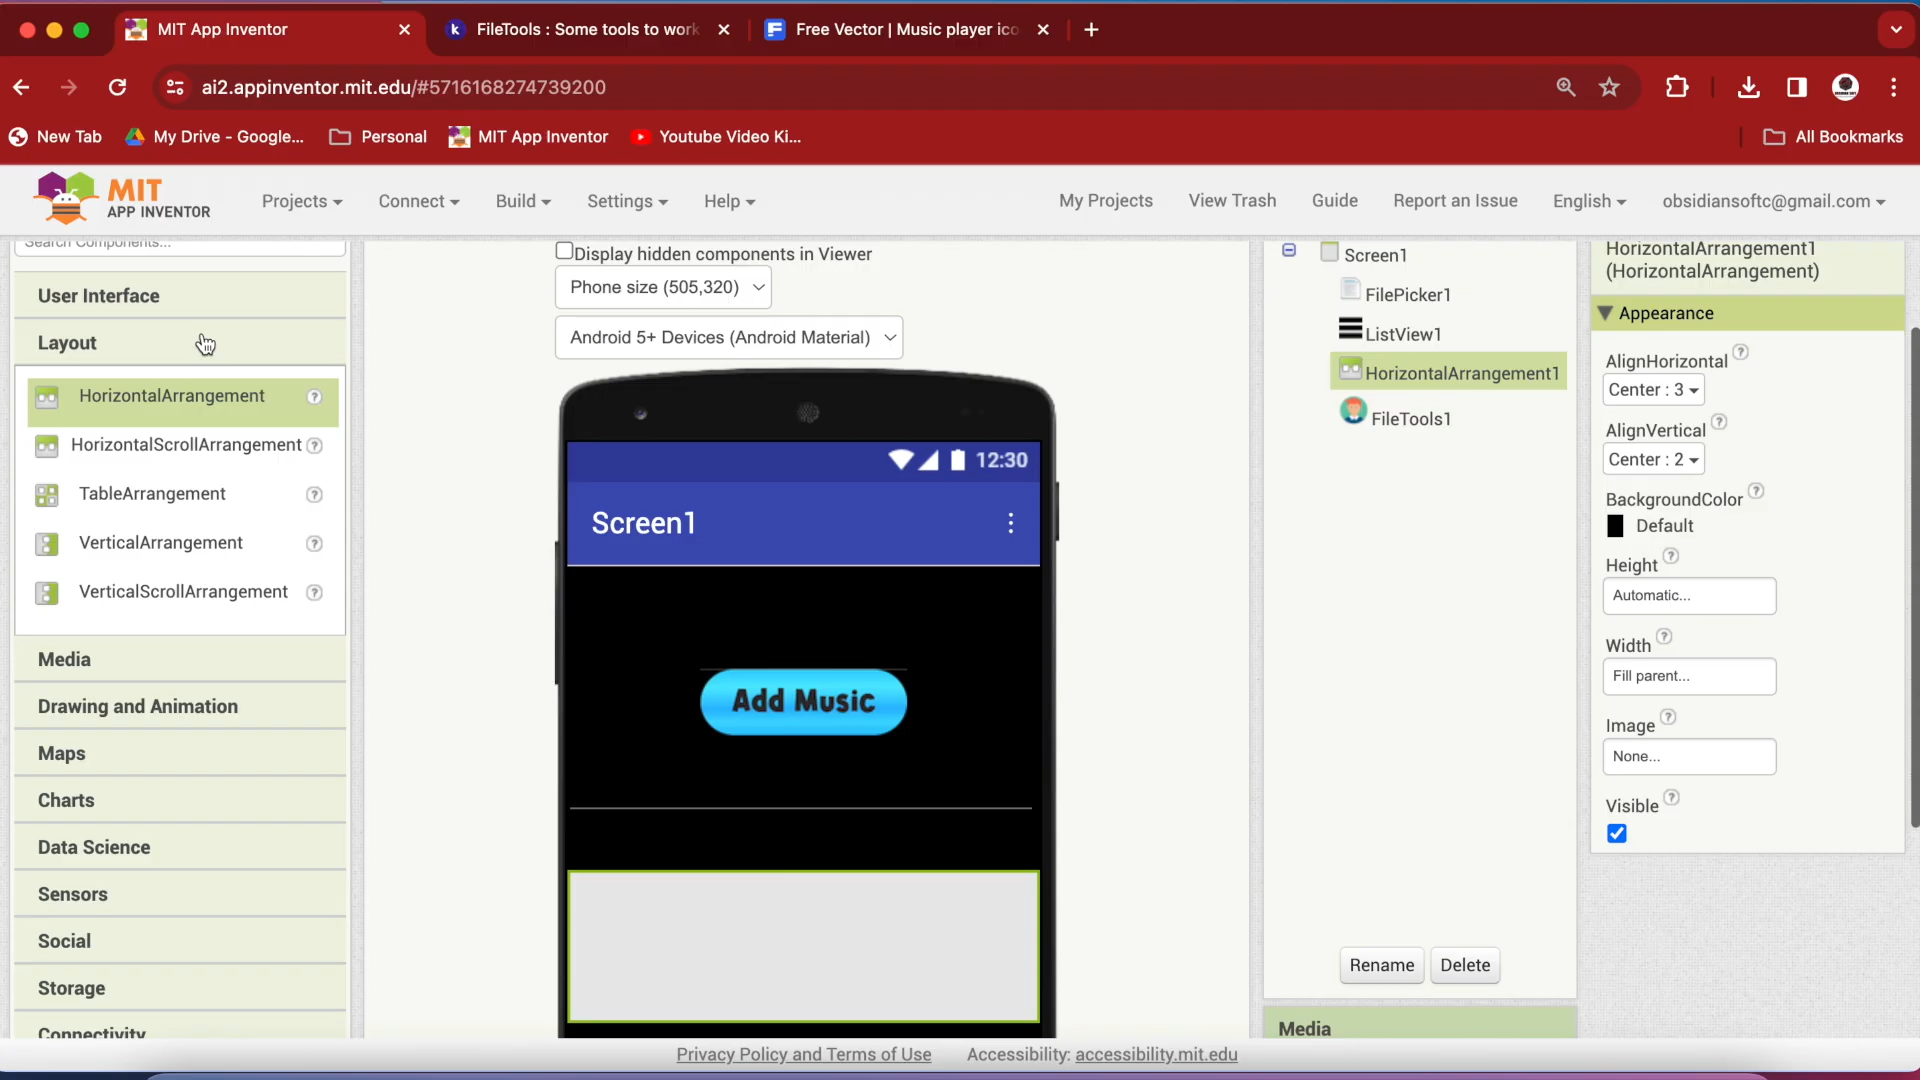 MIT App Inventor
FileTools : Some tools to work
Free Vector | Music player ico
ai2.appinventor.mit.edu/#5716168274739200
New Tab
My Drive - Google...
Personal
MIT App Inventor
Youtube Video Ki...
All Bookmarks
MIT
APP INVENTOR
Projects
Connect
Build
Settings
Help
My Projects
View Trash
Guide
Report an Issue
English
obsidiansoftc@gmail.com
Search Components...
User Interface
Layout
HorizontalArrangement
HorizontalScrollArrangement
TableArrangement
VerticalArrangement
VerticalScrollArrangement
Media
Drawing and Animation
Maps
Charts
Data Science
Sensors
Social
Storage
Connectivity
Display hidden components in Viewer
Phone size (505,320)
Android 5+ Devices (Android Material)
12:30
Screen1
Add Music
Screen1
FilePicker1
ListView1
HorizontalArrangement1
FileTools1
Rename
Delete
Media
HorizontalArrangement1
(HorizontalArrangement)
Appearance
AlignHorizontal
Center : 3
AlignVertical
Center : 2
BackgroundColor
Default
Height
Automatic...
Width
Fill parent...
Image
None...
Visible
Privacy Policy and Terms of Use
Accessibility: accessibility.mit.edu